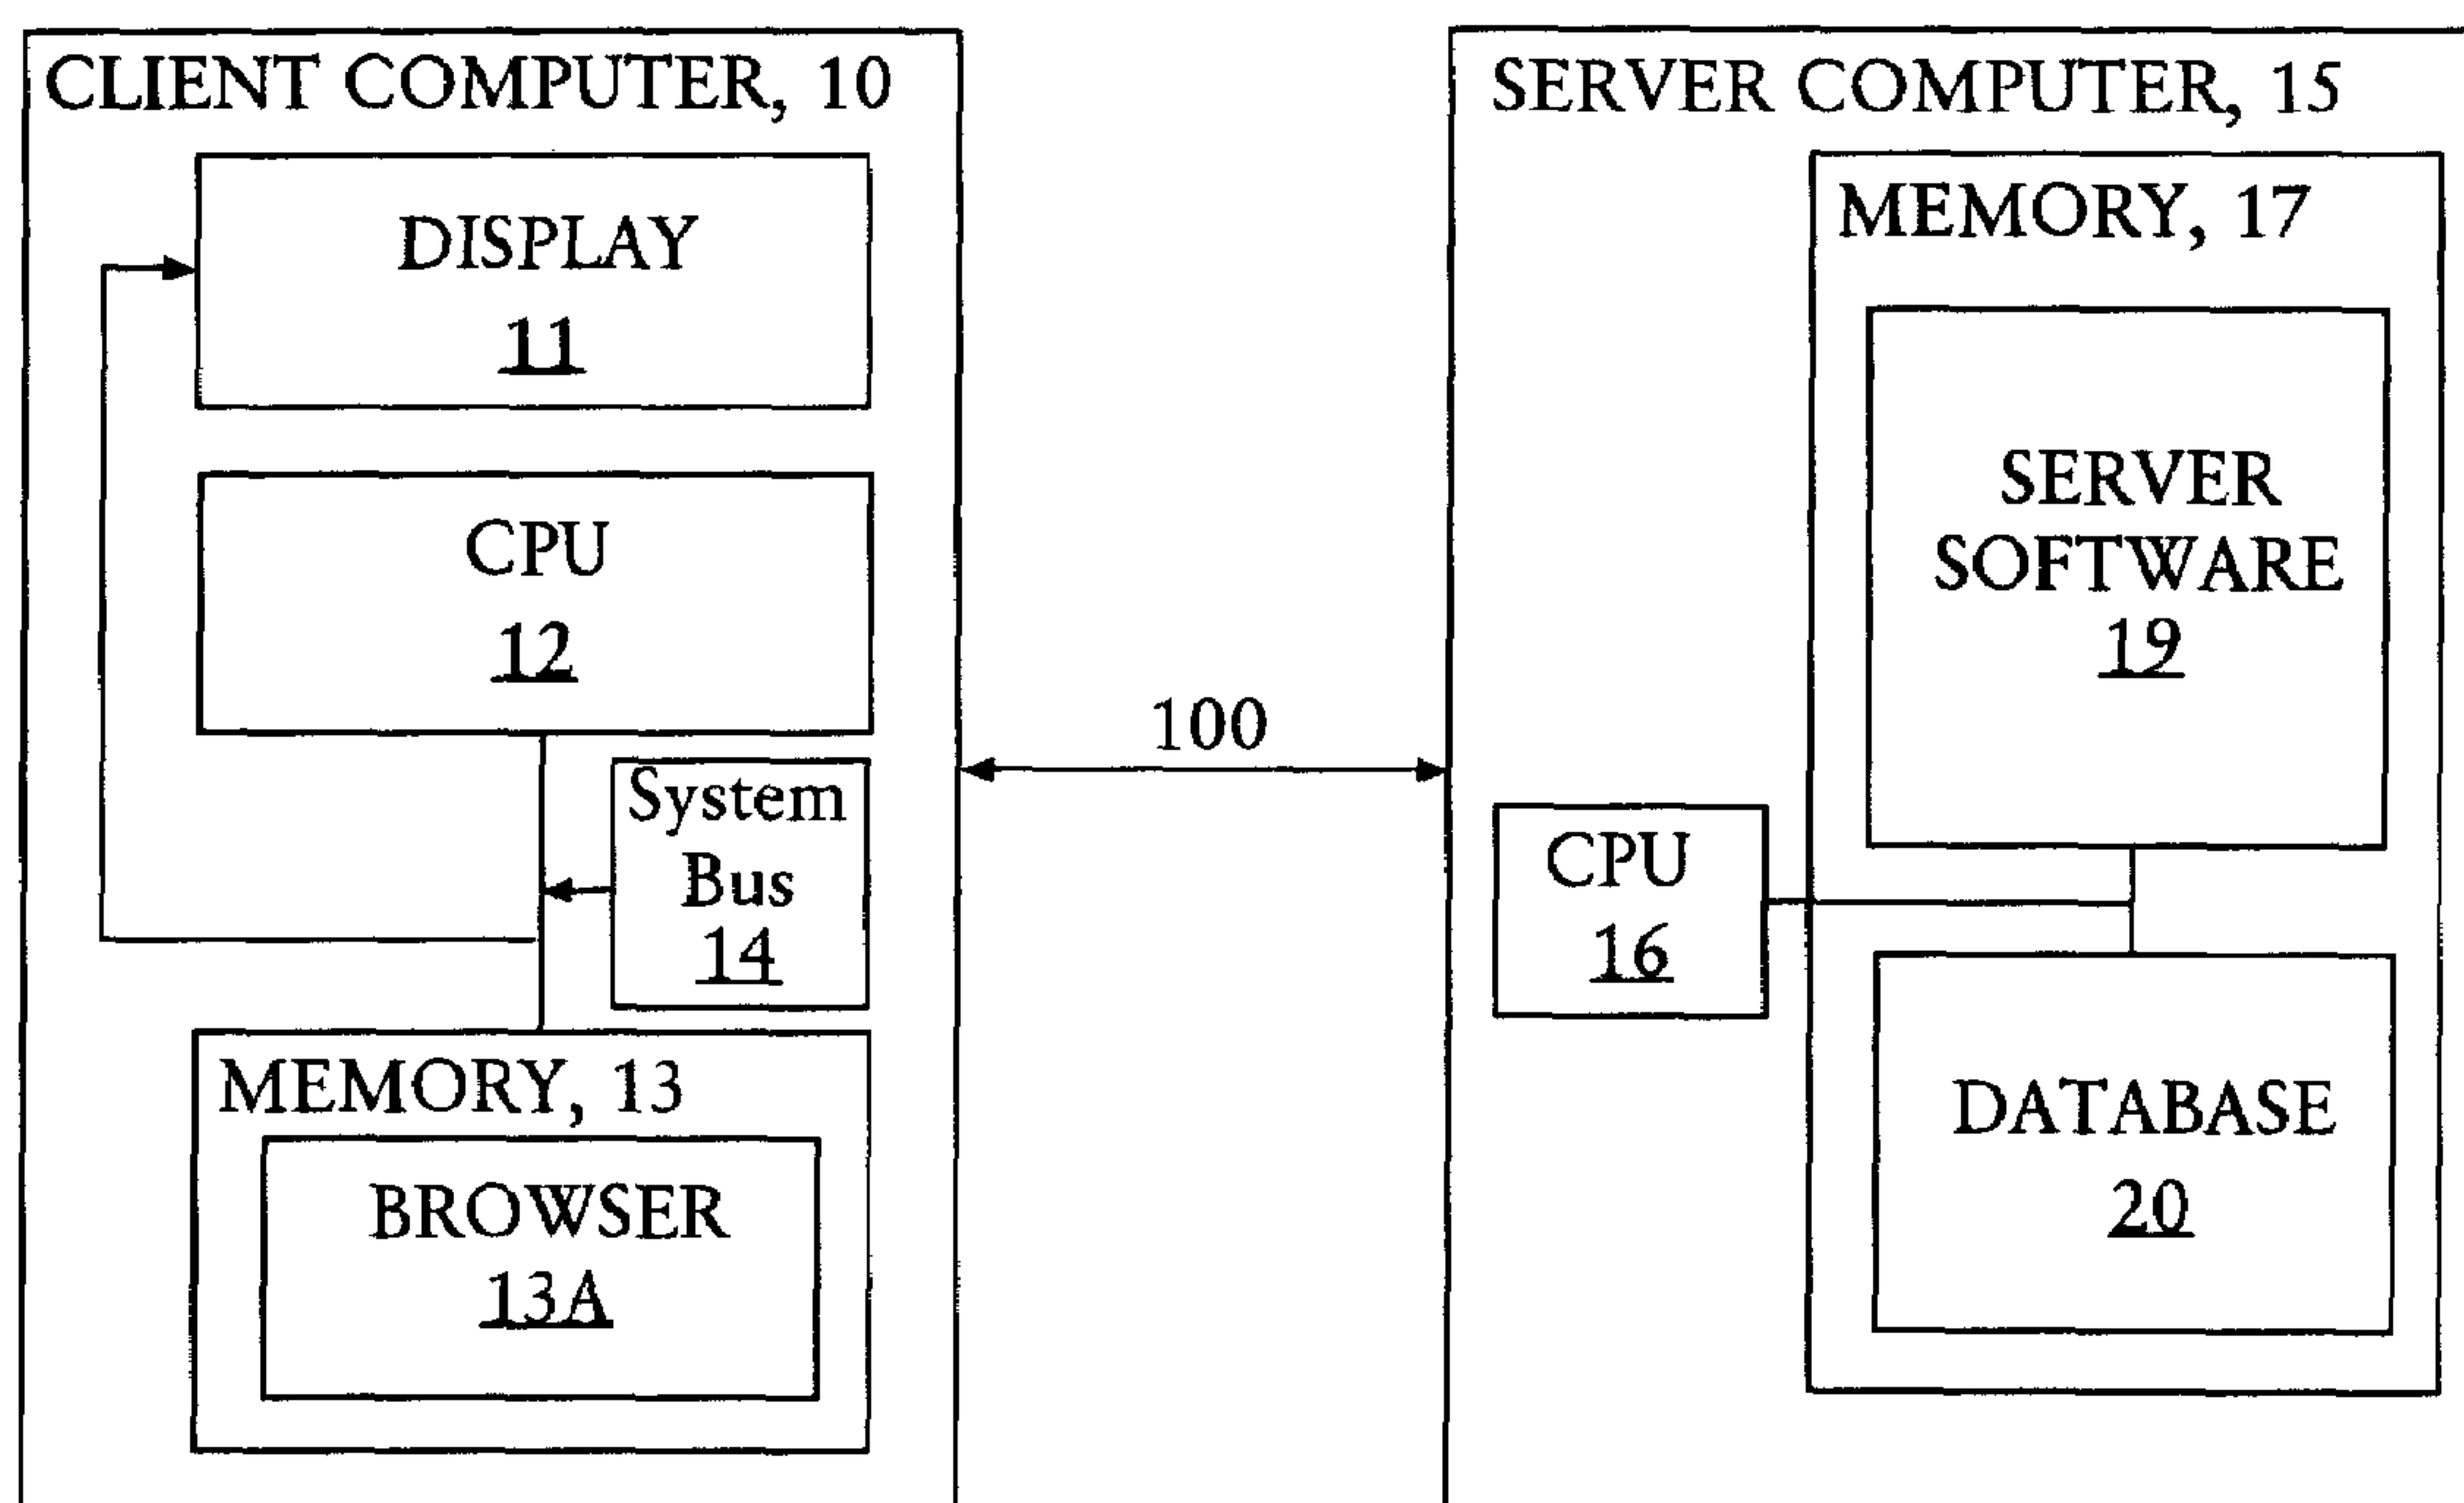 CLIENT COMPUTER, 10
DISPLAY
11
CPU
12
System
Bus
14
MEMORY, 13
BROWSER
13A
100
SERVER COMPUTER, 15
MEMORY, 17
SERVER
SOFTWARE
19
CPU
16
DATABASE
20